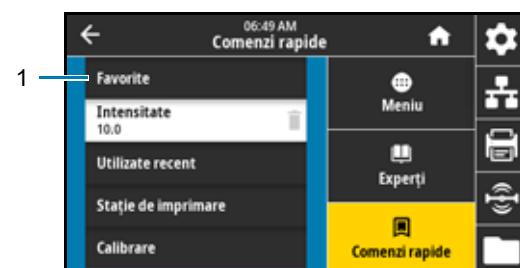 06:49 AM
Comenzi rapide
1
Favorite
Intensitate
10.0
Utilizate recent
Stație de imprimare
Calibrare
Meniu
Experți
Comenzi rapide